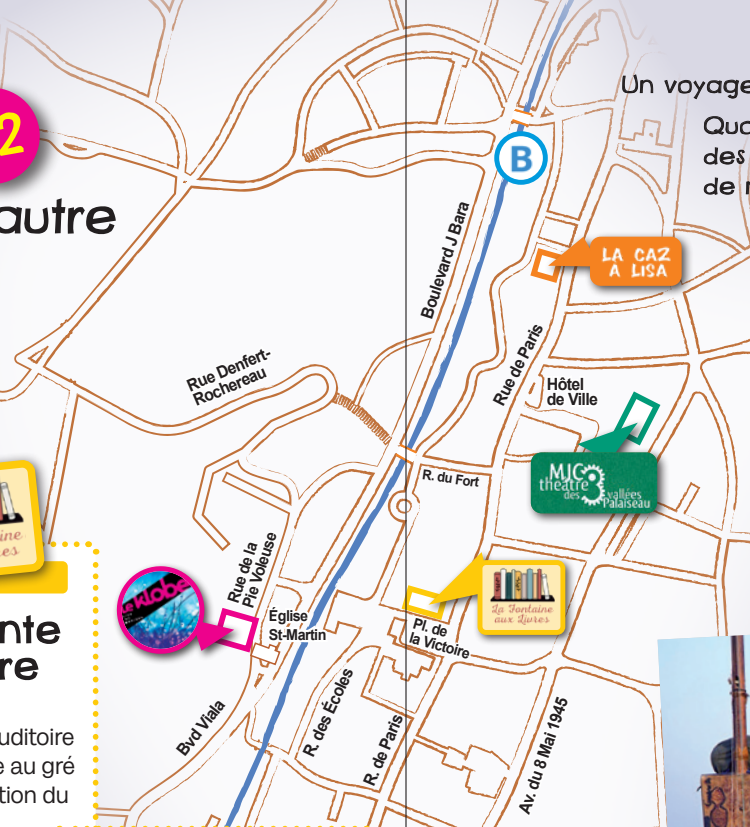 2
autre
Un voyage
Quo
des
de r
B
Boulevard J Bara
LA CAZ
À LISA
Rue de Paris
Rue Denfert-
Rochereau
Hôtel
de Ville
MJC
théâtre
des 3 vallées
Palaiseau
R. du Fort
ine
res
Rue de la
Pie Voleuse
Le Klobe
Église
St-Martin
La Fontaine
aux Livres
Pl. de
la Victoire
nte
re
Bvd Viala
R. des Écoles
R. de Paris
Av. du 8 Mai 1945
uditoire
e au gré
tion du